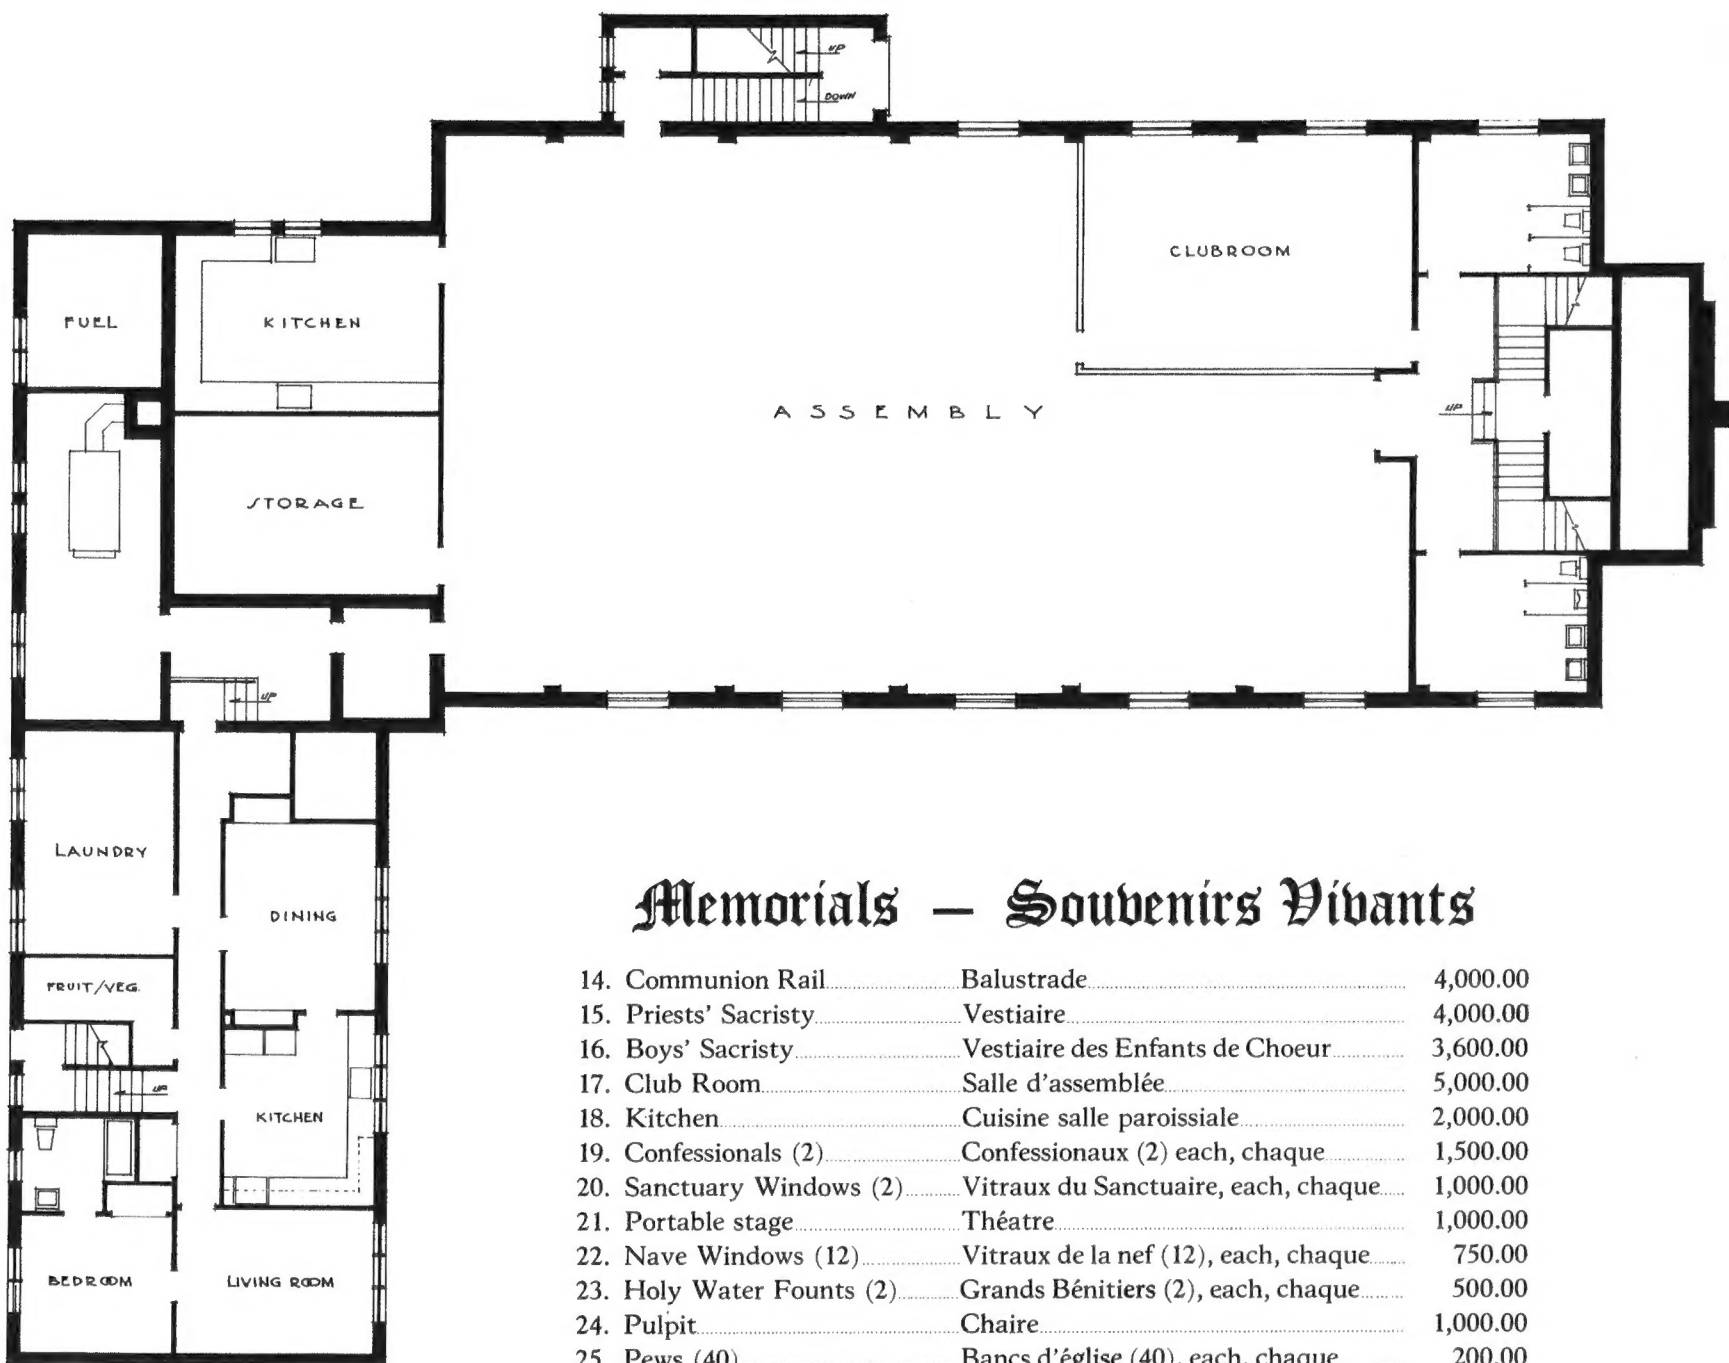 UP
DOWN
CLUBROOM
FUEL
KITCHEN
ASSEMBLY
UP
STORAGE
UP
LAUNDRY
DINING
FRUIT/VEG.
UP
KITCHEN
BEDROOM
LIVING ROOM
Memorials — Souvenirs Vivants
14. Communion Rail Balustrade 4,000.00
15. Priests' Sacristy Vestiaire 4,000.00
16. Boys' Sacristy Vestiaire des Enfants de Choeur 3,600.00
17. Club Room Salle d'assemblée 5,000.00
18. Kitchen Cuisine salle paroissiale 2,000.00
19. Confessionals (2) Confessionaux (2) each, chaque 1,500.00
20. Sanctuary Windows (2) Vitraux du Sanctuaire, each, chaque 1,000.00
21. Portable stage Théatre 1,000.00
22. Nave Windows (12) Vitraux de la nef (12), each, chaque 750.00
23. Holy Water Founts (2) Grands Bénitiers (2), each, chaque 500.00
24. Pulpit Chaire 1,000.00
25. Pews (40) Bancs d'église (40), each, chaque 200.00